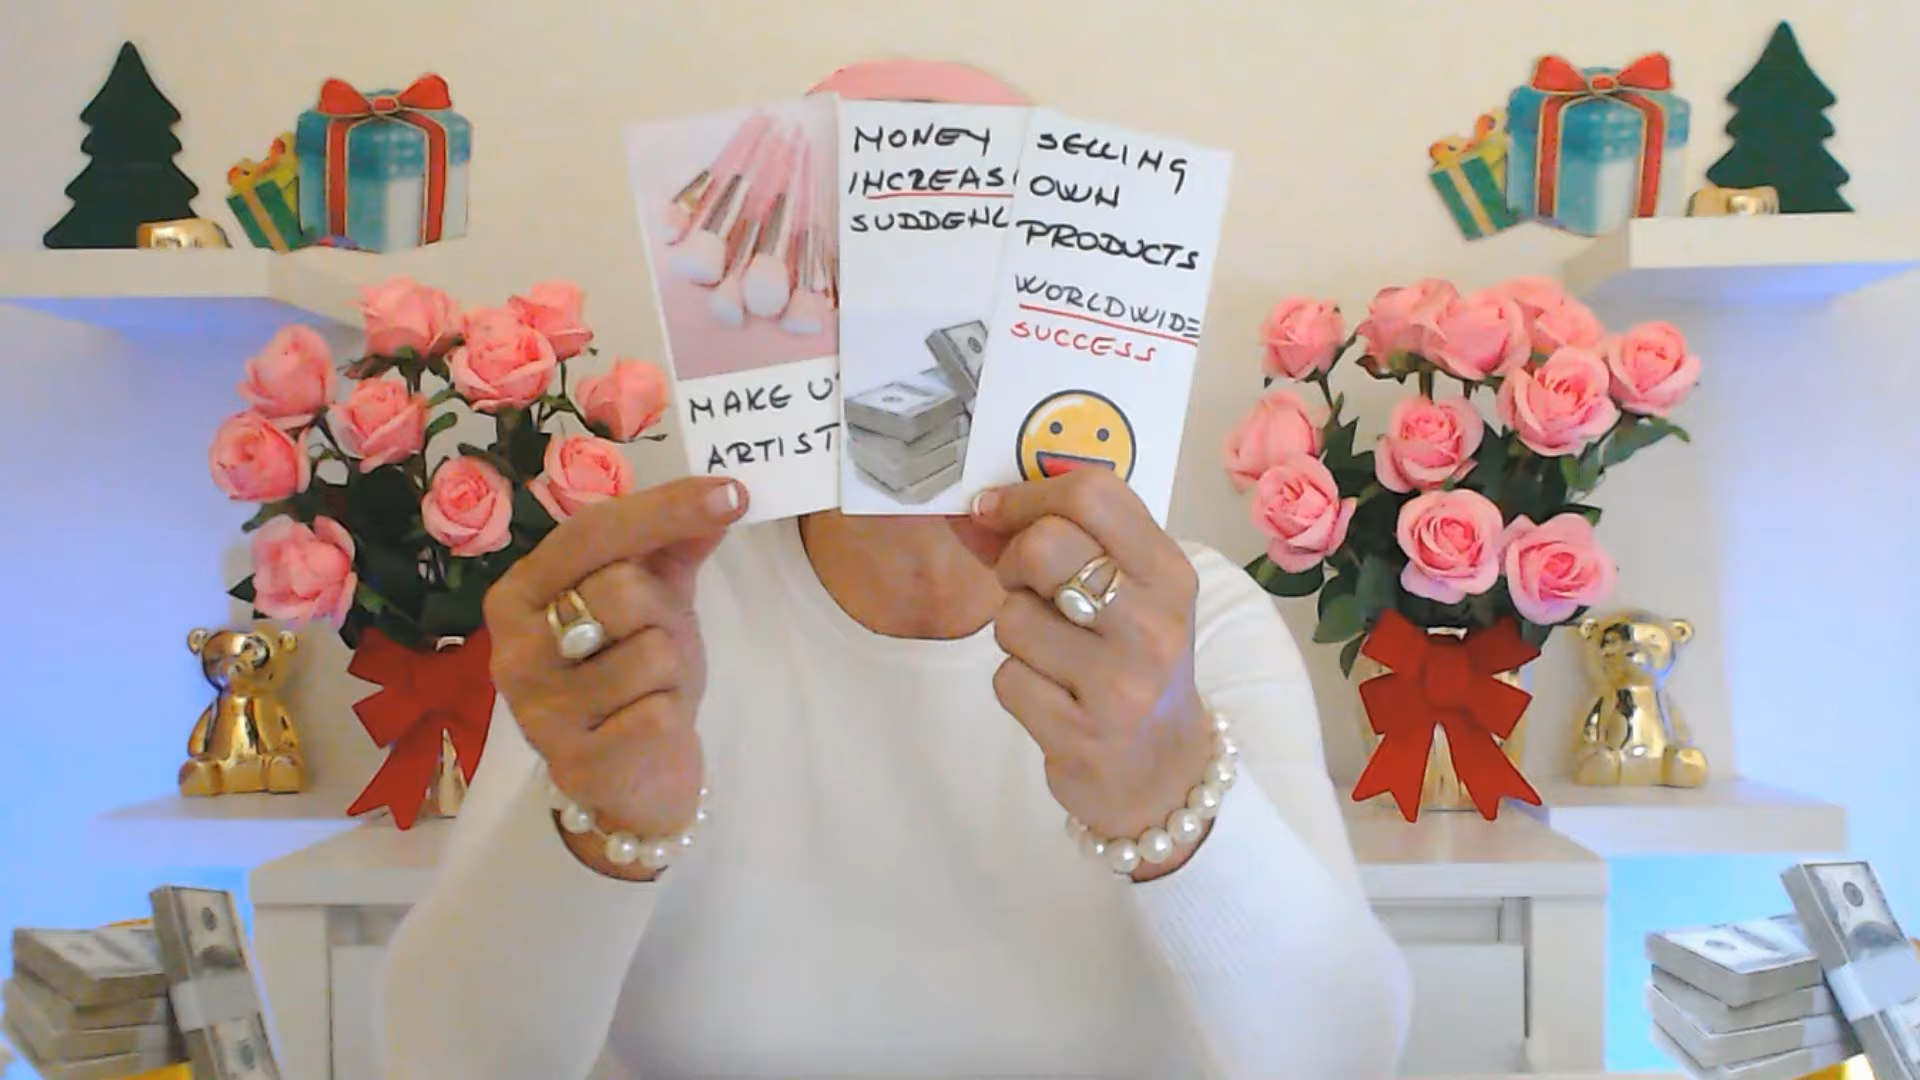 MAKE U
ARTIST
MONEY
INCREAS
SUDDENL
SELLING
OWN
PRODUCTS
WORLDWIDE
SUCCESS